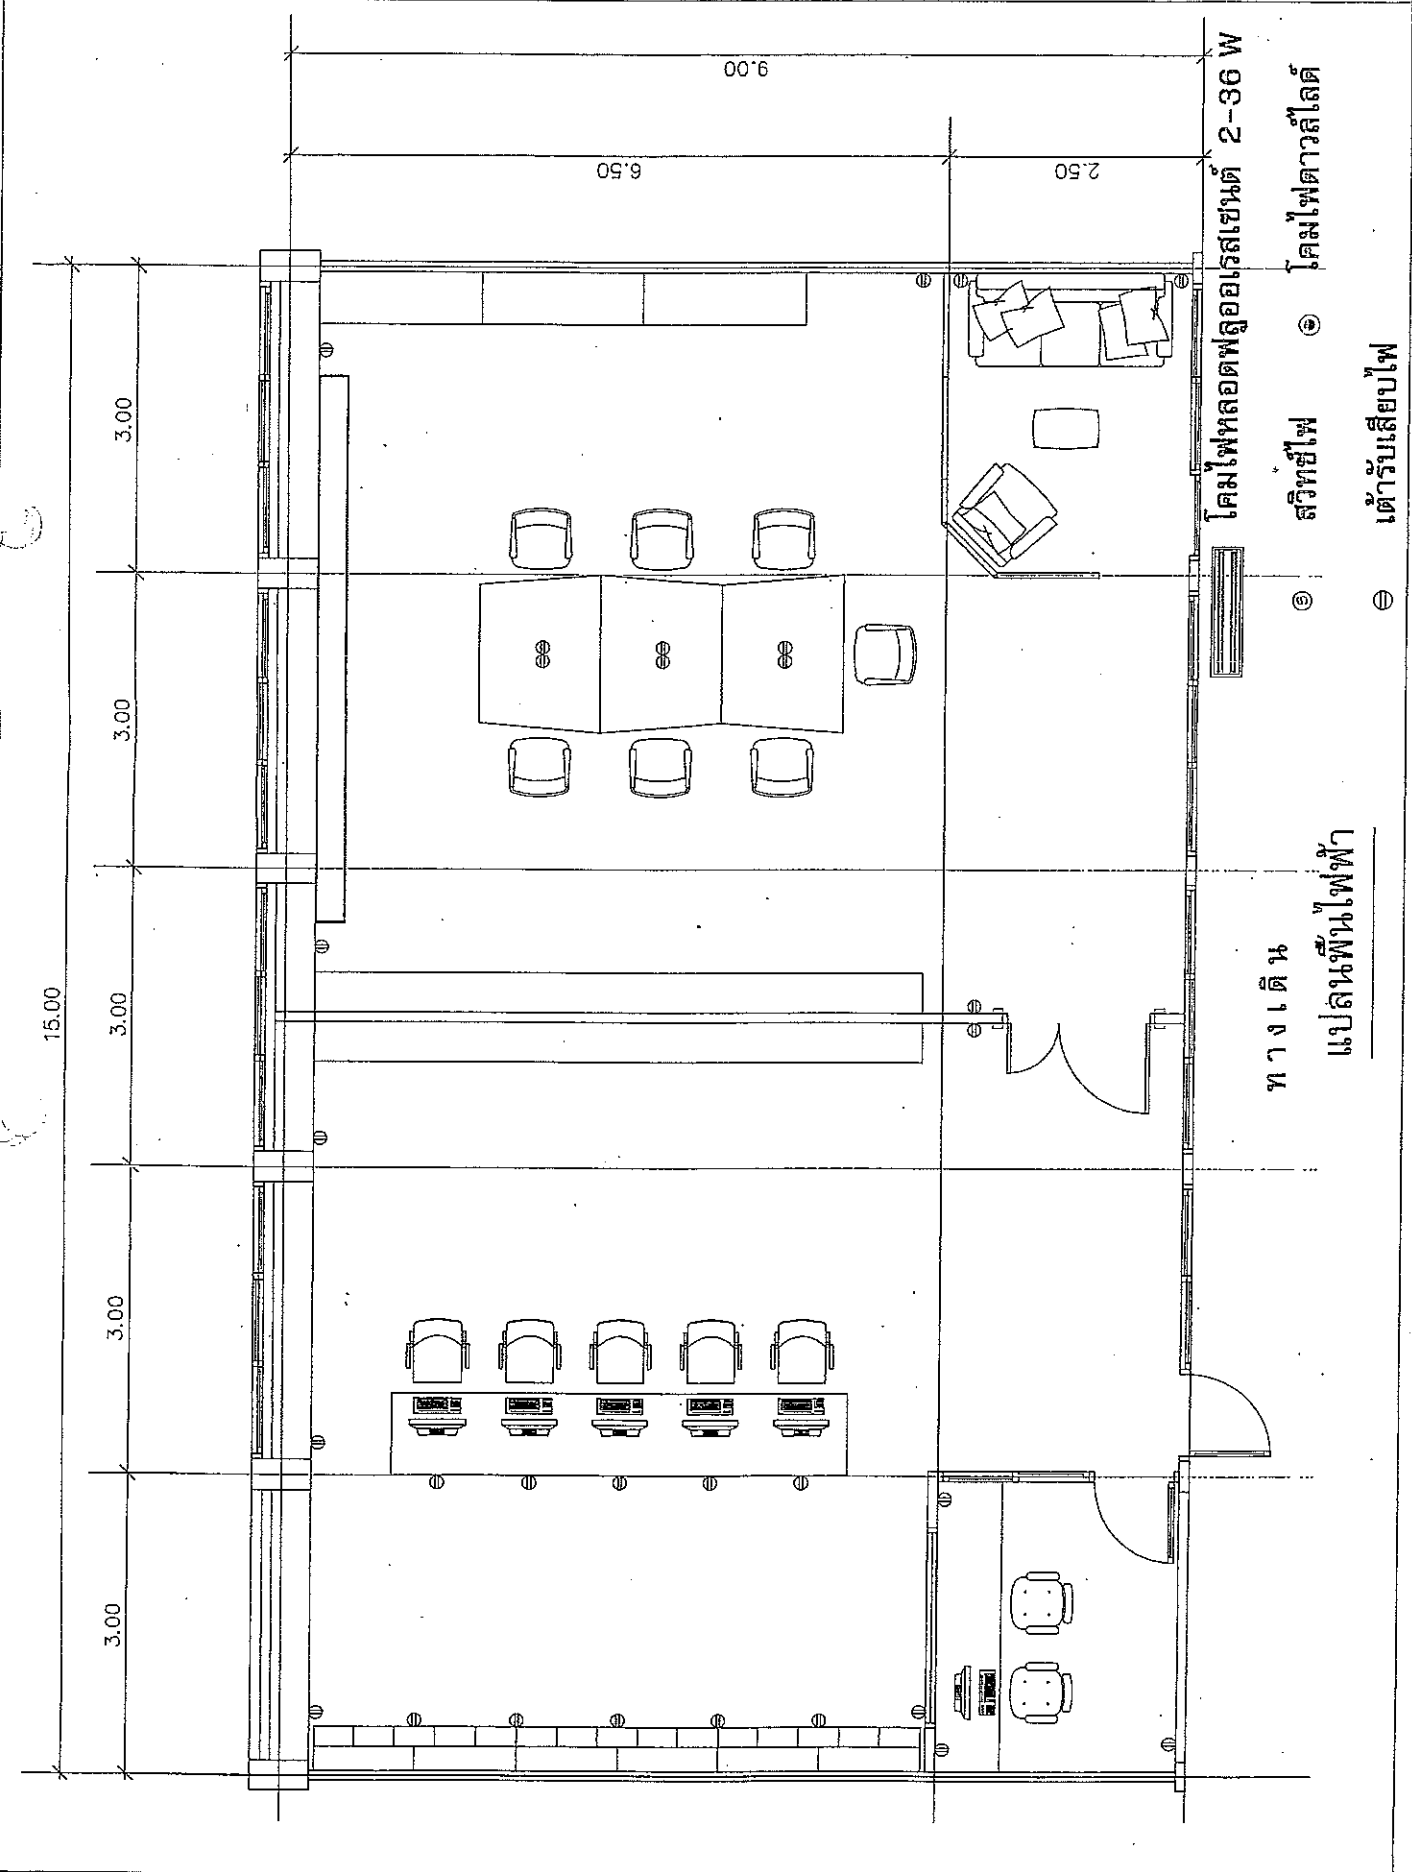 15.00
3.00 3.00 3.00 3.00 3.00
9.00
6.50
2.50
โคมไฟหลอดฟลูออเรสเซนต์ 2-36 W
ทางเดิน
S สวิทซ์ไฟ โคมไฟดาวส์ไลต์
แปลนพื้นไฟฟ้า
เต้ารับเสียบไฟ